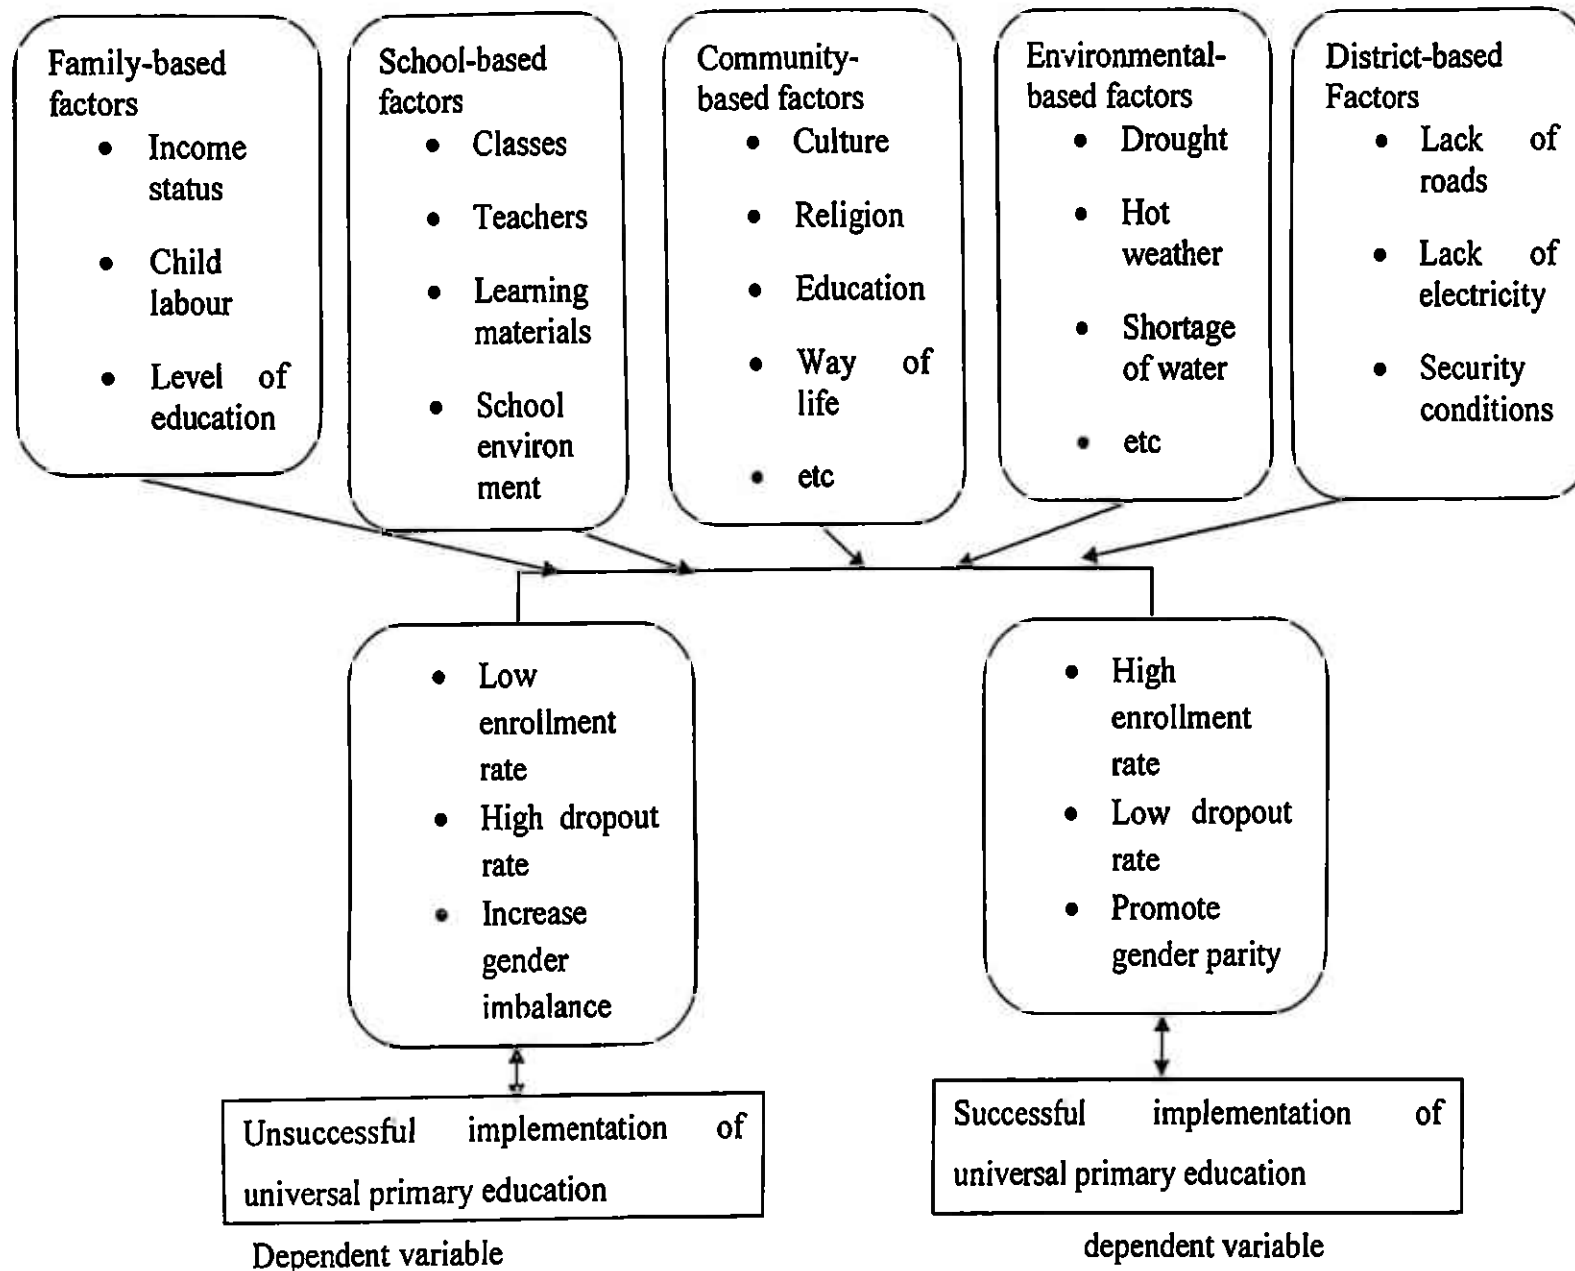 Family-based
factors
• Income
status
• Child
labour
• Level of
education
School-based
factors
• Classes
• Teachers
• Learning
materials
• School
environ
ment
Community-
based factors
• Culture
• Religion
• Education
• Way of
life
• etc
Environmental-
based factors
• Drought
• Hot
weather
• Shortage
of water
• etc
District-based
Factors
• Lack of
roads
• Lack of
electricity
• Security
conditions
• Low
enrollment
rate
• High dropout
rate
• Increase
gender
imbalance
• High
enrollment
rate
• Low dropout
rate
• Promote
gender parity
Unsuccessful implementation of
universal primary education
Dependent variable
Successful implementation of
universal primary education
dependent variable